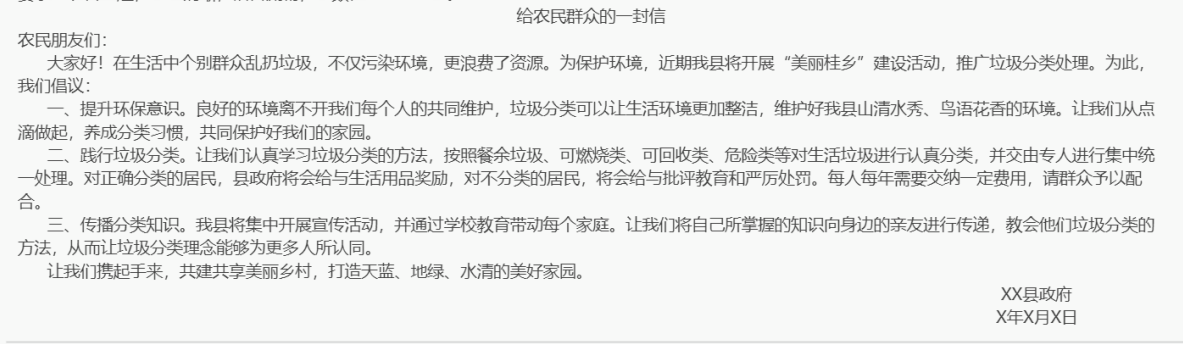 给农民群众的一封信
农民朋友们：
大家好！在生活中个别群众乱扔垃圾，不仅污染环境，更浪费了资源。为保护环境，近期我县将开展“美丽桂乡”建设活动，推广垃圾分类处理。为此，
我们倡议：
一、提升环保意识。良好的环境离不开我们每个人的共同维护，垃圾分类可以让生活环境更加整洁，维护好我县山清水秀、鸟语花香的环境。让我们从点
滴做起，养成分类习惯，共同保护好我们的家园。
二、践行垃圾分类。让我们认真学习垃圾分类的方法，按照餐余垃圾、可燃烧类、可回收类、危险类等对生活垃圾进行认真分类，并交由专人进行集中统
一处理。对正确分类的居民，县政府将会给与生活用品奖励，对不分类的居民，将会给与批评教育和严厉处罚。每人每年需要交纳一定费用，请群众予以配
合。
三、传播分类知识。我县将集中开展宣传活动，并通过学校教育带动每个家庭。让我们将自己所掌握的知识向身边的亲友进行传递，教会他们垃圾分类的
方法，从而让垃圾分类理念能够为更多人所认同。
让我们携起手来，共建共享美丽乡村，打造天蓝、地绿、水清的美好家园。
XX县政府
X年X月X日